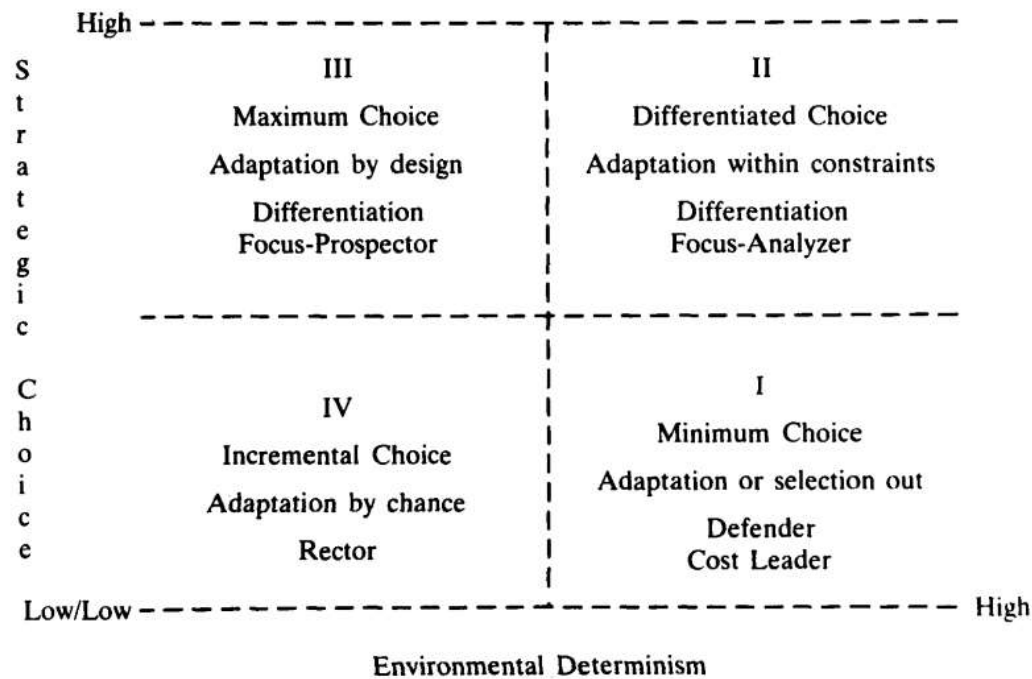 High
Strategic Choice
III
Maximum Choice
Adaptation by design
Differentiation
Focus-Prospector
II
Differentiated Choice
Adaptation within constraints
Differentiation
Focus-Analyzer
IV
Incremental Choice
Adaptation by chance
Rector
I
Minimum Choice
Adaptation or selection out
Defender
Cost Leader
Low/Low
High
Environmental Determinism